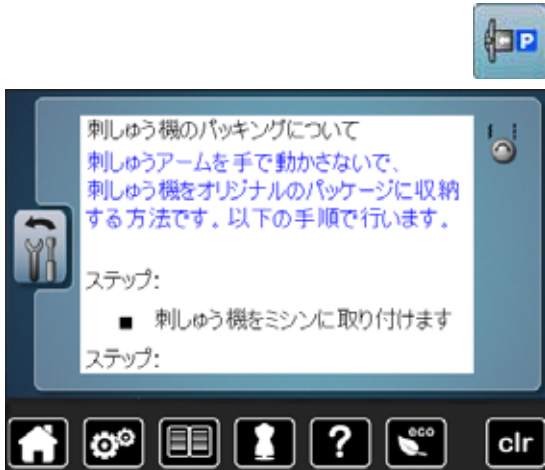 P
刺しゅう機のパッキングについて
刺しゅうアームを手で動かさないで、
刺しゅう機をオリジナルのパッケージに収納
する方法です。以下の手順で行います。
ステップ:
■ 刺しゅう機をミシンに取り付けます
ステップ:
?
eco
clr